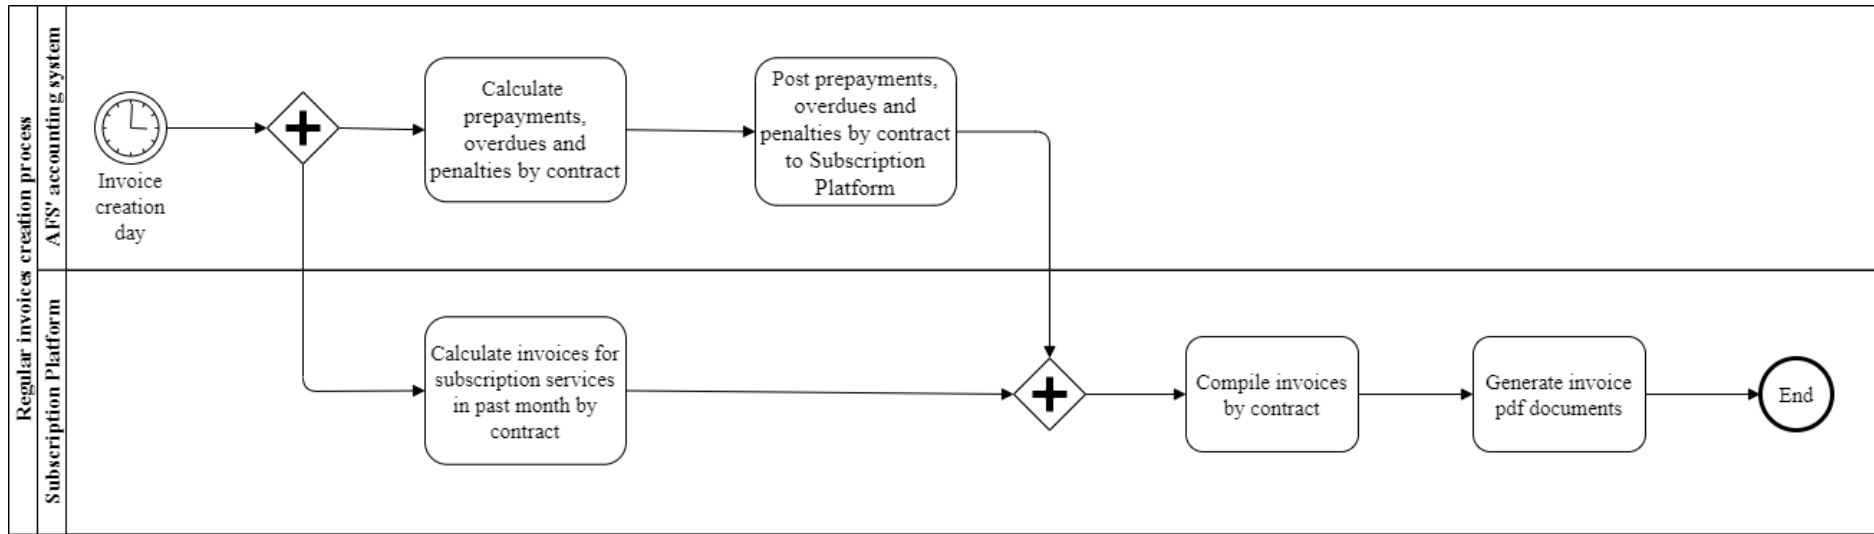 Regular invoices creation process
AFS' accounting system
Invoice
creation
day
Calculate
prepayments,
overdues and
penalties by contract
Post prepayments,
overdues and
penalties by contract
to Subscription
Platform
Subscription Platform
Calculate invoices for
subscription services
in past month by
contract
Compile invoices
by contract
Generate invoice
pdf documents
End